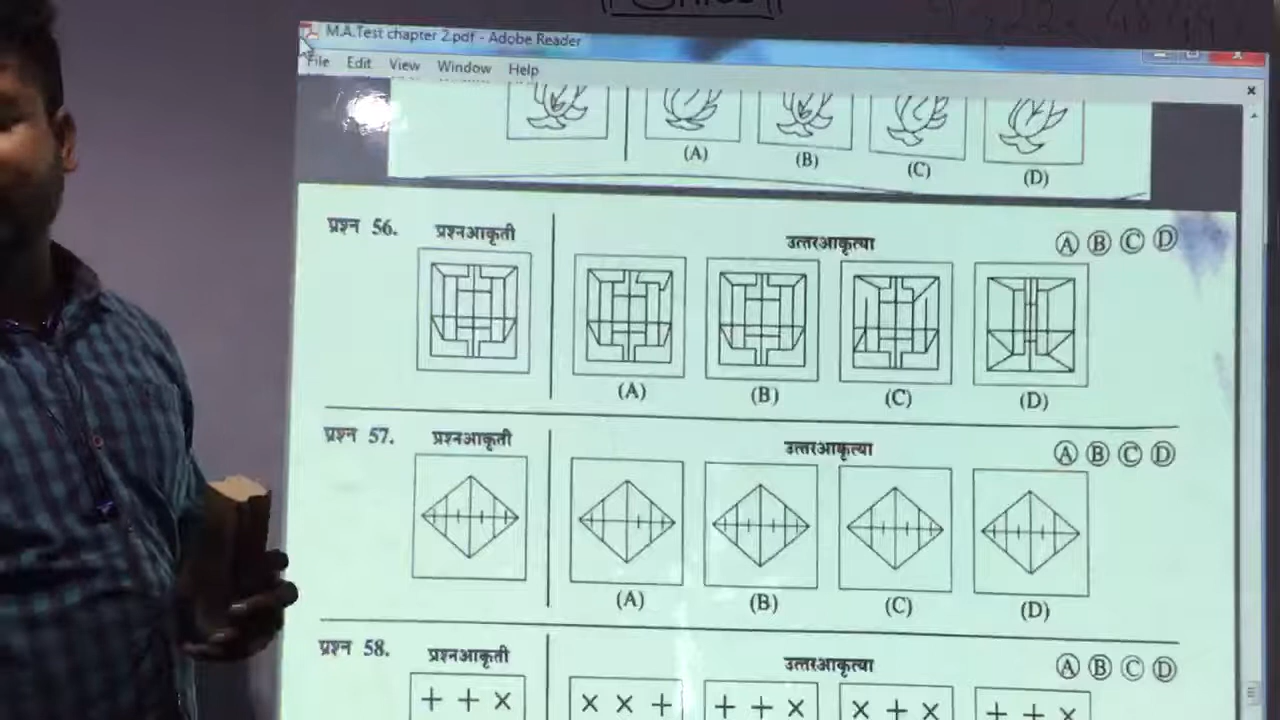 M.A.Test chapter 2.pdf - Adobe Reader
File Edit View Window Help
(A) (B) (C) (D)
प्रश्न 56. प्रश्नआकृती उत्तरआकृत्या Ⓐ Ⓑ Ⓒ Ⓓ
(A) (B) (C) (D)
प्रश्न 57. प्रश्नआकृती उत्तरआकृत्या Ⓐ Ⓑ Ⓒ Ⓓ
(A) (B) (C) (D)
प्रश्न 58. प्रश्नआकृती उत्तरआकृत्या Ⓐ Ⓑ Ⓒ Ⓓ
+ + × × × + + + × × + × + + ×